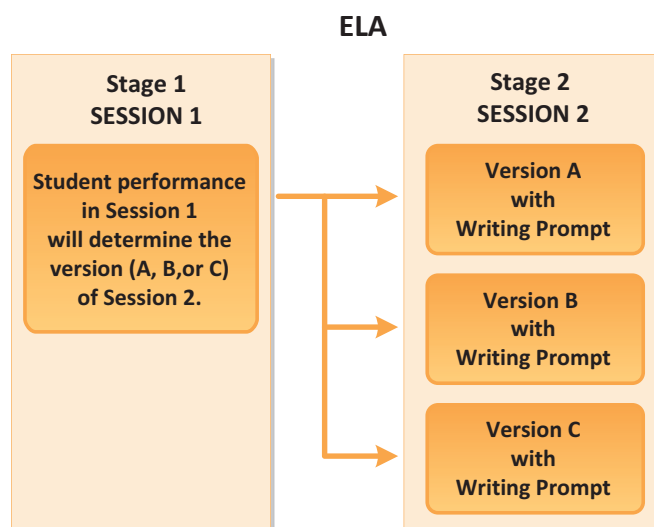 ELA
Stage 1
SESSION 1
Student performance
in Session 1
will determine the
version (A, B,or C)
of Session 2.
Stage 2
SESSION 2
Version A
with
Writing Prompt
Version B
with
Writing Prompt
Version C
with
Writing Prompt